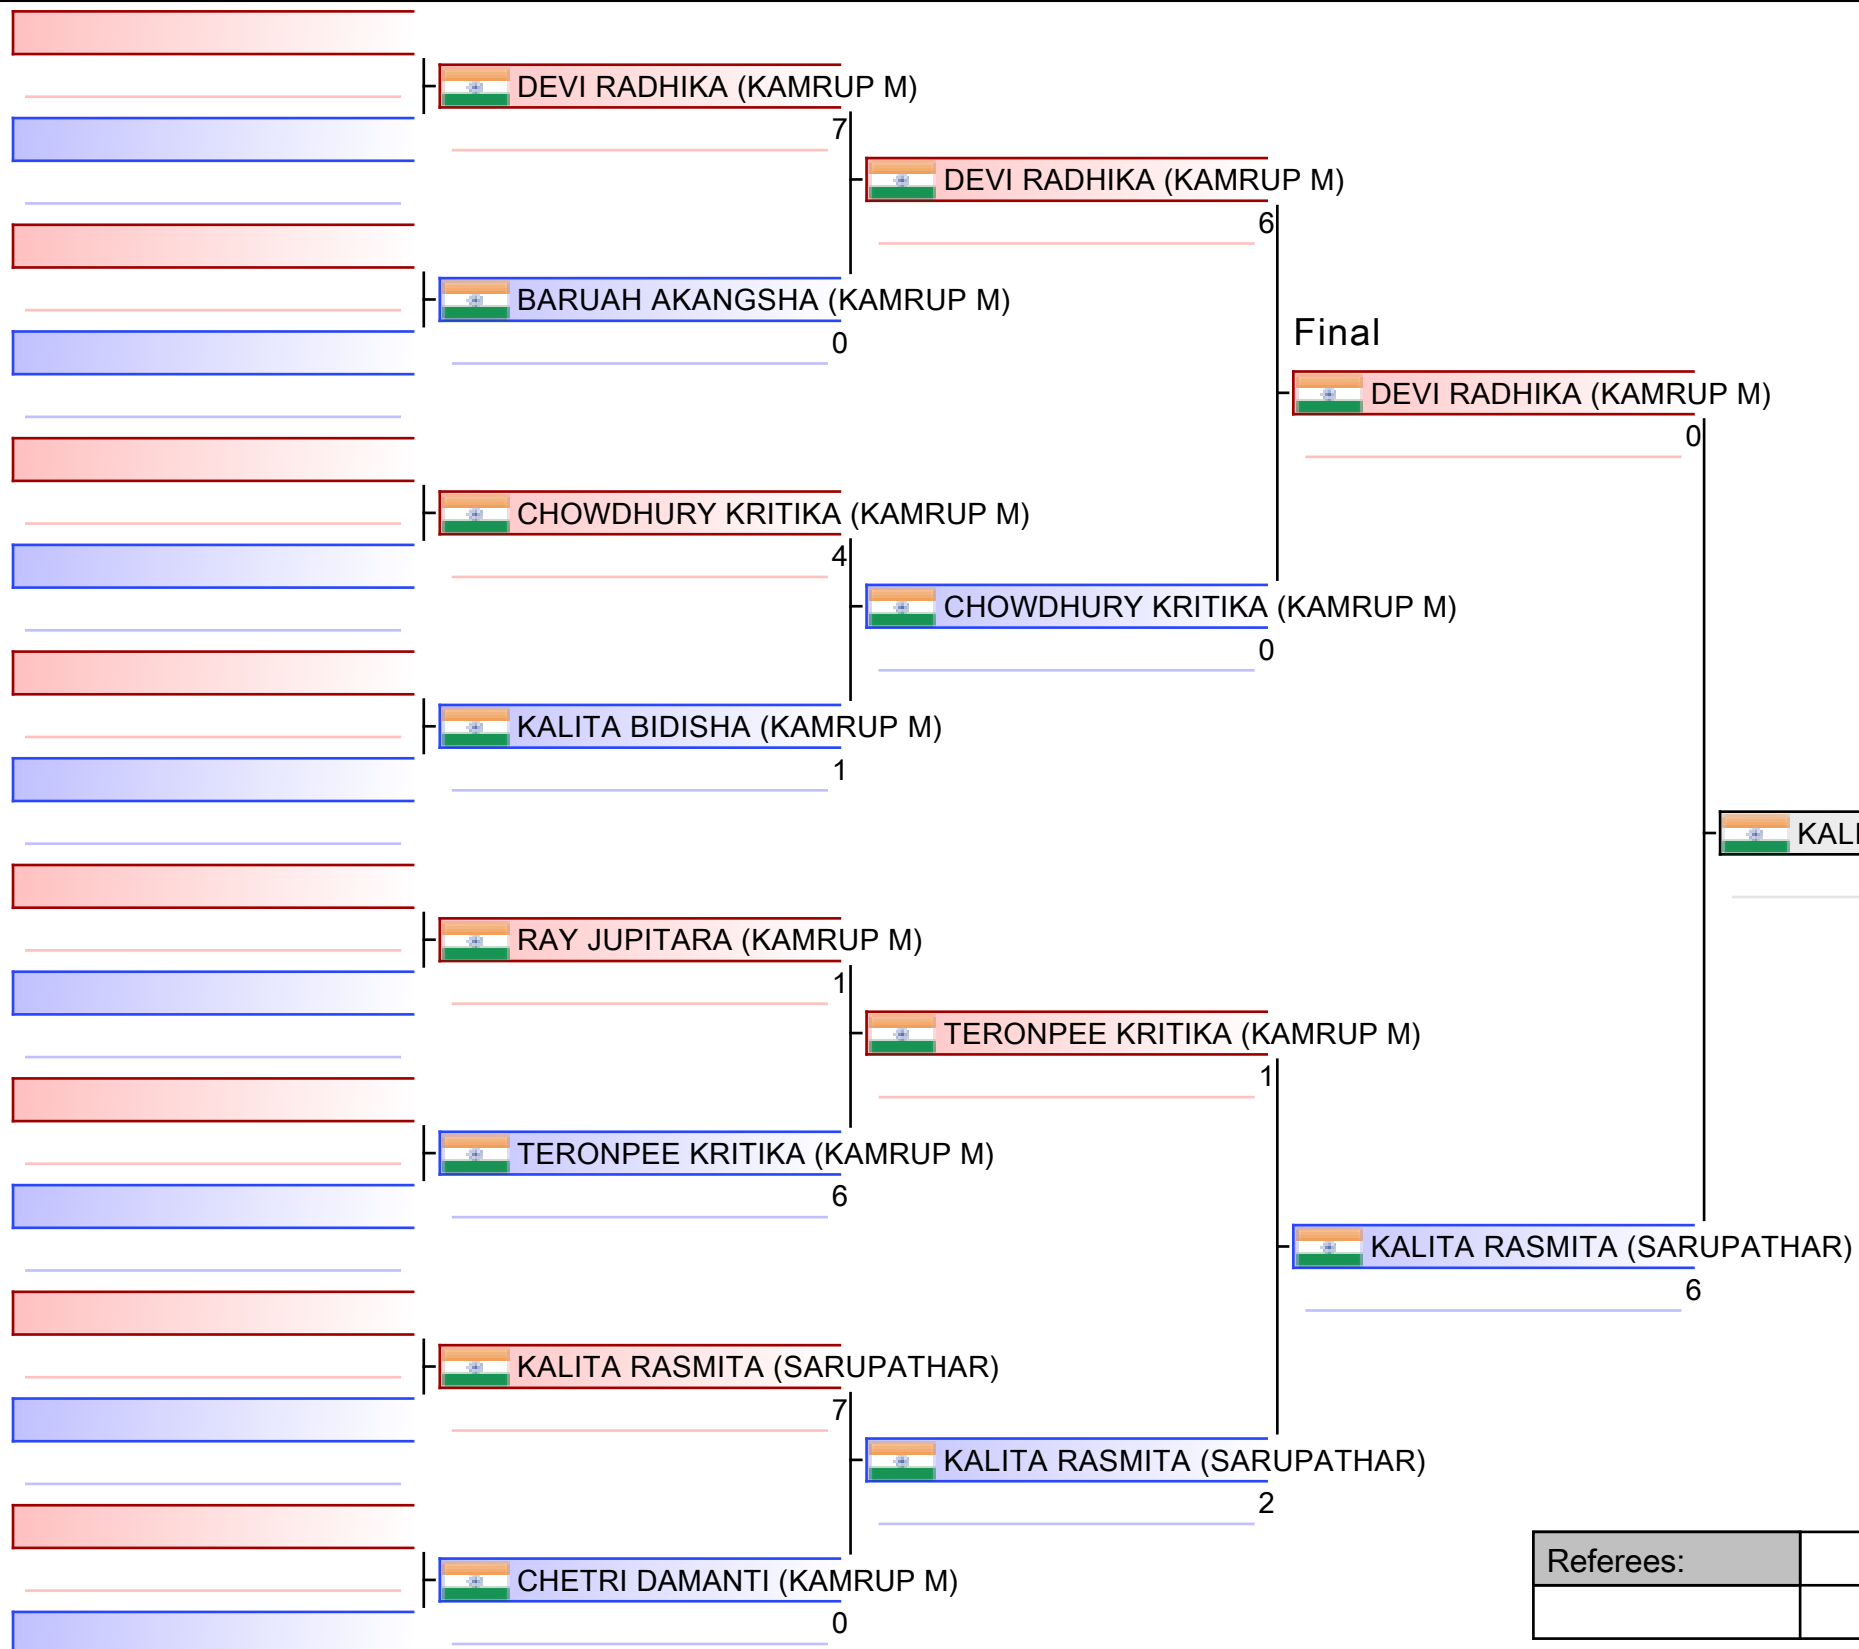 DEVI RADHIKA (KAMRUP M)
7
DEVI RADHIKA (KAMRUP M)
6
BARUAH AKANGSHA (KAMRUP M)
0
Final
DEVI RADHIKA (KAMRUP M)
0
CHOWDHURY KRITIKA (KAMRUP M)
4
CHOWDHURY KRITIKA (KAMRUP M)
0
KALITA BIDISHA (KAMRUP M)
1
KALI
RAY JUPITARA (KAMRUP M)
1
TERONPEE KRITIKA (KAMRUP M)
1
TERONPEE KRITIKA (KAMRUP M)
6
KALITA RASMITA (SARUPATHAR)
6
KALITA RASMITA (SARUPATHAR)
7
KALITA RASMITA (SARUPATHAR)
2
Referees:
CHETRI DAMANTI (KAMRUP M)
0